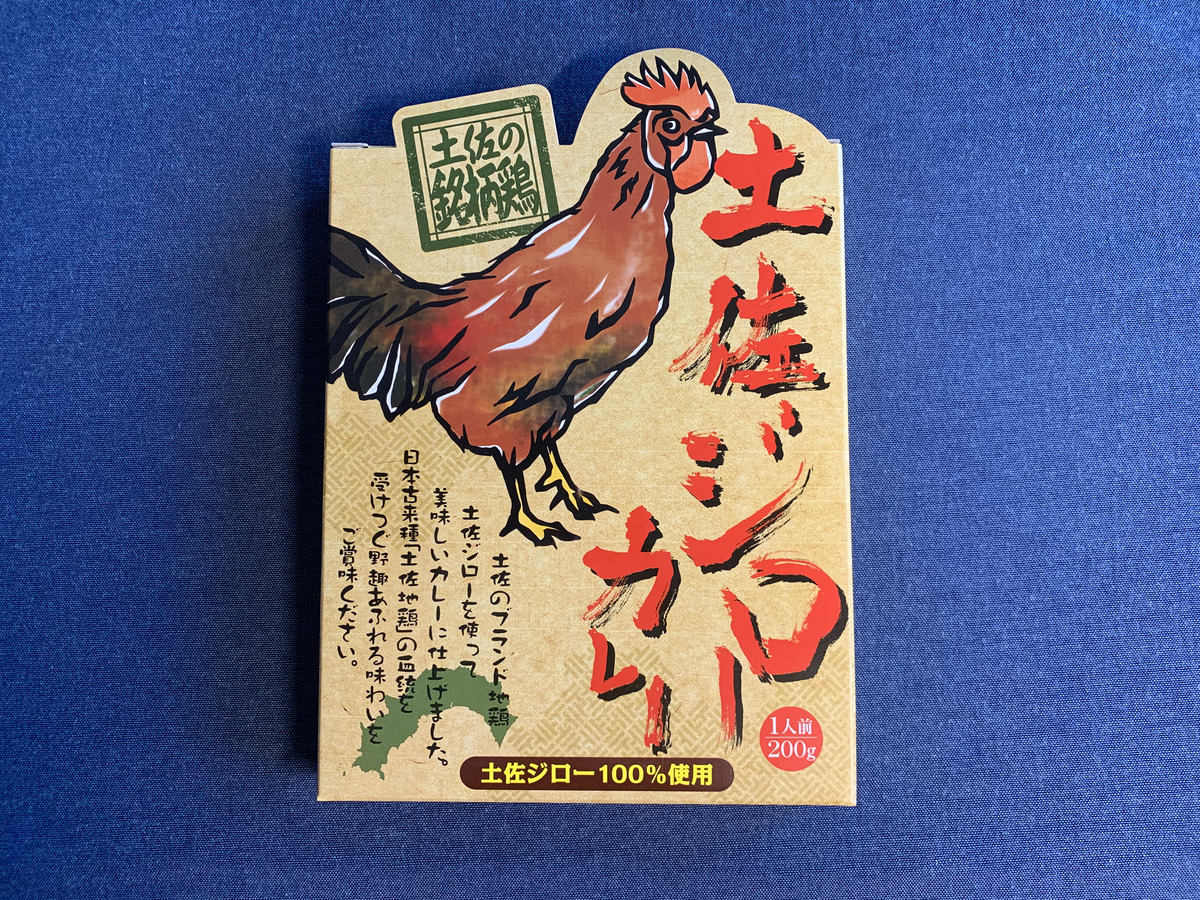 土佐の
銘柄鶏
土佐ジロー
カレー
土佐のブランド地鶏
土佐ジローを使って
美味しいカレーに仕上げました。
日本古来種「土佐地鶏」の血統を
受けつぐ野趣あふれる味わいを
ご賞味ください。
1人前
200g
土佐ジロー100%使用